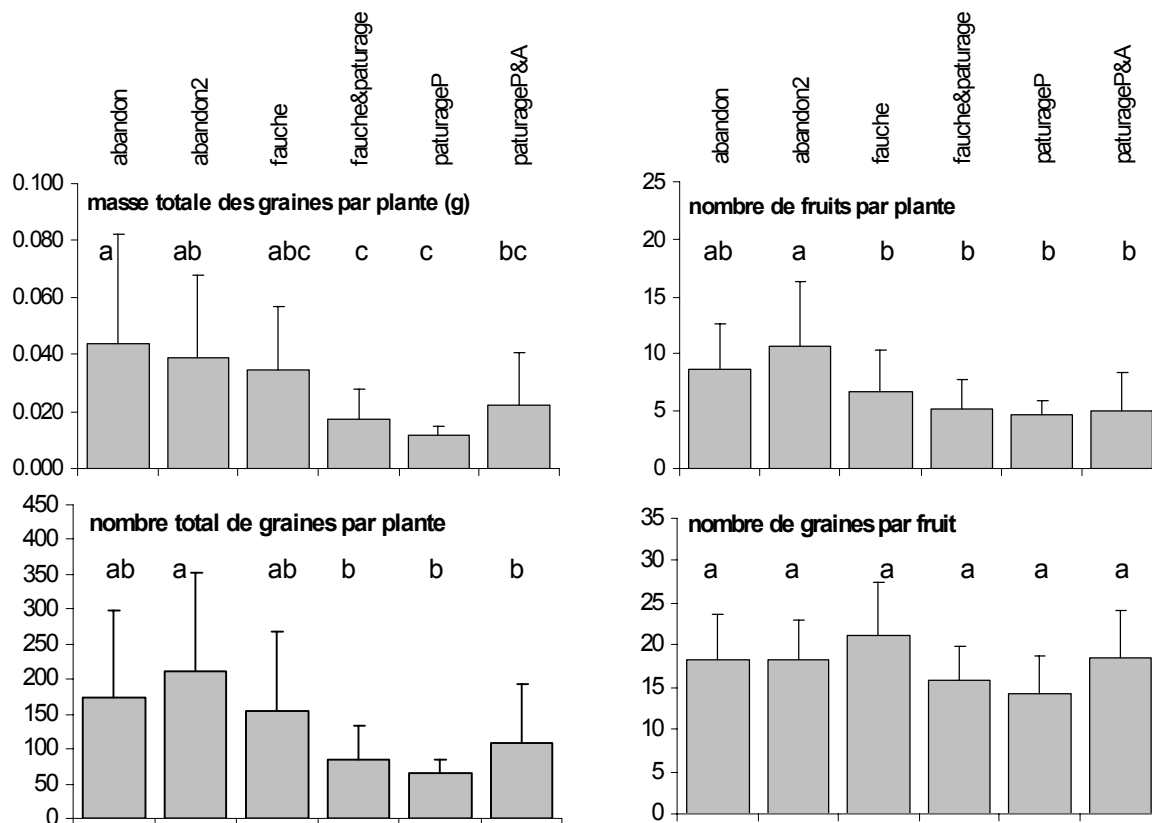 abandon
abandon2
fauche
fauche&paturage
paturageP
paturageP&A
abandon
abandon2
fauche
fauche&paturage
paturageP
paturageP&A
masse totale des graines par plante (g)
0.100
0.080
0.060
0.040
0.020
0.000
a ab abc c c bc
nombre de fruits par plante
25
20
15
10
5
0
ab a b b b b
nombre total de graines par plante
450
400
350
300
250
200
150
100
50
0
ab a ab b b b
nombre de graines par fruit
35
30
25
20
15
10
5
0
a a a a a a